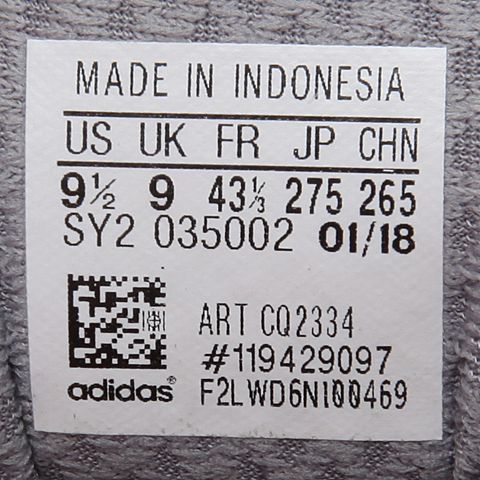 MADE IN INDONESIA
US UK FR JP CHN
9½ 9 43⅓ 275 265
SY2 035002 01/18
ART CQ2334
#119429097
adidas® F2LWD6N100469